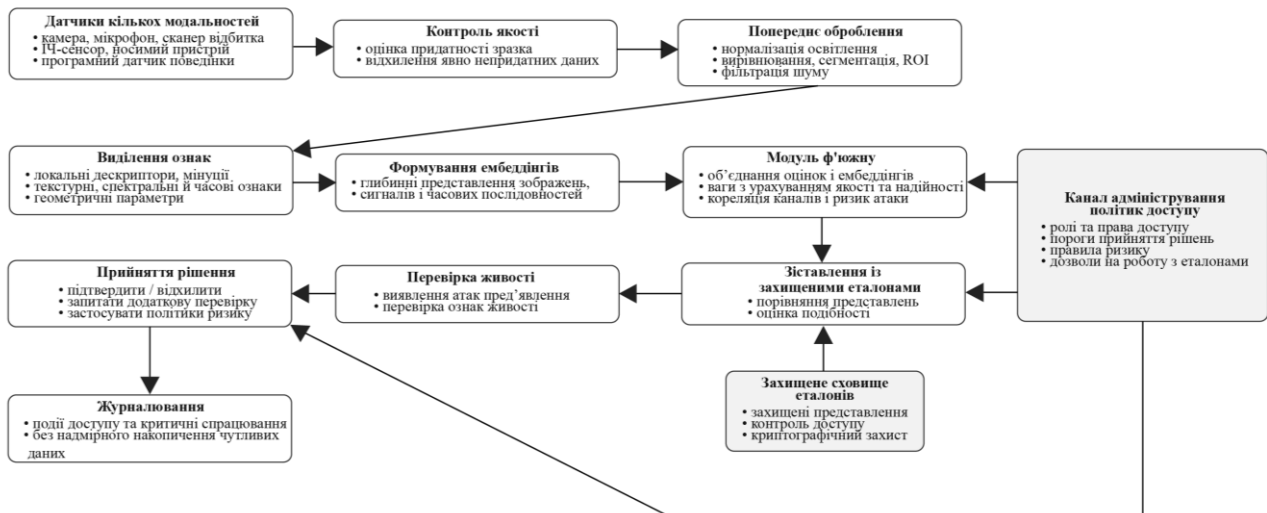 Датчики кількох модальностей
• камера, мікрофон, сканер відбитка
• ІЧ-сенсор, носимий пристрій
• програмний датчик поведінки
Контроль якості
• оцінка придатності зразка
• відхилення явно непридатних даних
Попереднє оброблення
• нормалізація освітлення
• вирівнювання, сегментація, ROI
• фільтрація шуму
Виділення ознак
• локальні дескриптори, мінуції
• текстурні, спектральні й часові ознаки
• геометричні параметри
Формування ембеддінгів
• глибинні представлення зображень,
• сигналів і часових послідовностей
Модуль ф'южну
• об’єднання оцінок і ембеддінгів
• ваги з урахуванням якості та надійності
• кореляція каналів і ризик атаки
Канал адміністрування
політик доступу
• ролі та права доступу
• пороги прийняття рішень
• правила ризику
• дозволи на роботу з еталонами
Прийняття рішення
• підтвердити / відхилити
• запитати додаткову перевірку
• застосувати політики ризику
Перевірка живості
• виявлення атак пред’явлення
• перевірка ознак живості
Зіставлення із
захищеними еталонами
• порівняння представлень
• оцінка подібності
Журналювання
• події доступу та критичні спрацювання
• без надмірного накопичення чутливих
даних
Захищене сховище
еталонів
• захищені представлення
• контроль доступу
• криптографічний захист